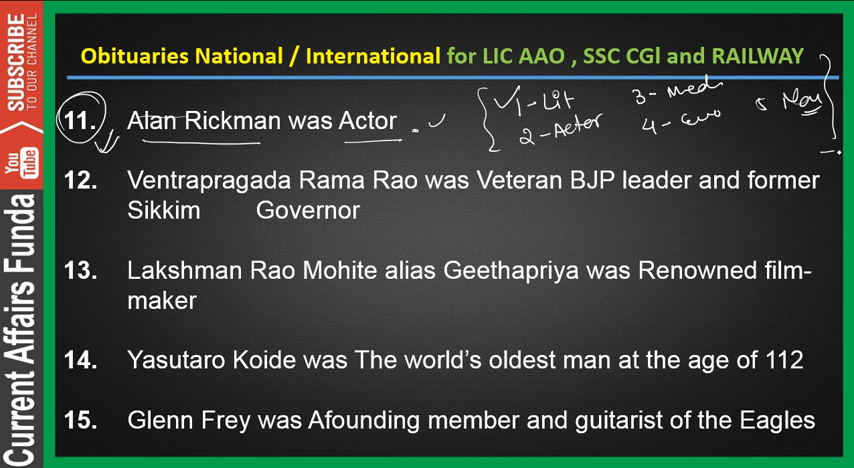 SUBSCRIBE
TO OUR CHANNEL
You Tube
Current Affairs Funda
Obituaries National / International for LIC AAO , SSC CGl and RAILWAY
1-Lit
3-Med
2-Actor
11. Alan Rickman was Actor
12. Ventrapragada Rama Rao was Veteran BJP leader and former
Sikkim Governor
13. Lakshman Rao Mohite alias Geethapriya was Renowned film-
maker
14. Yasutaro Koide was The world's oldest man at the age of 112
15. Glenn Frey was Afounding member and guitarist of the Eagles